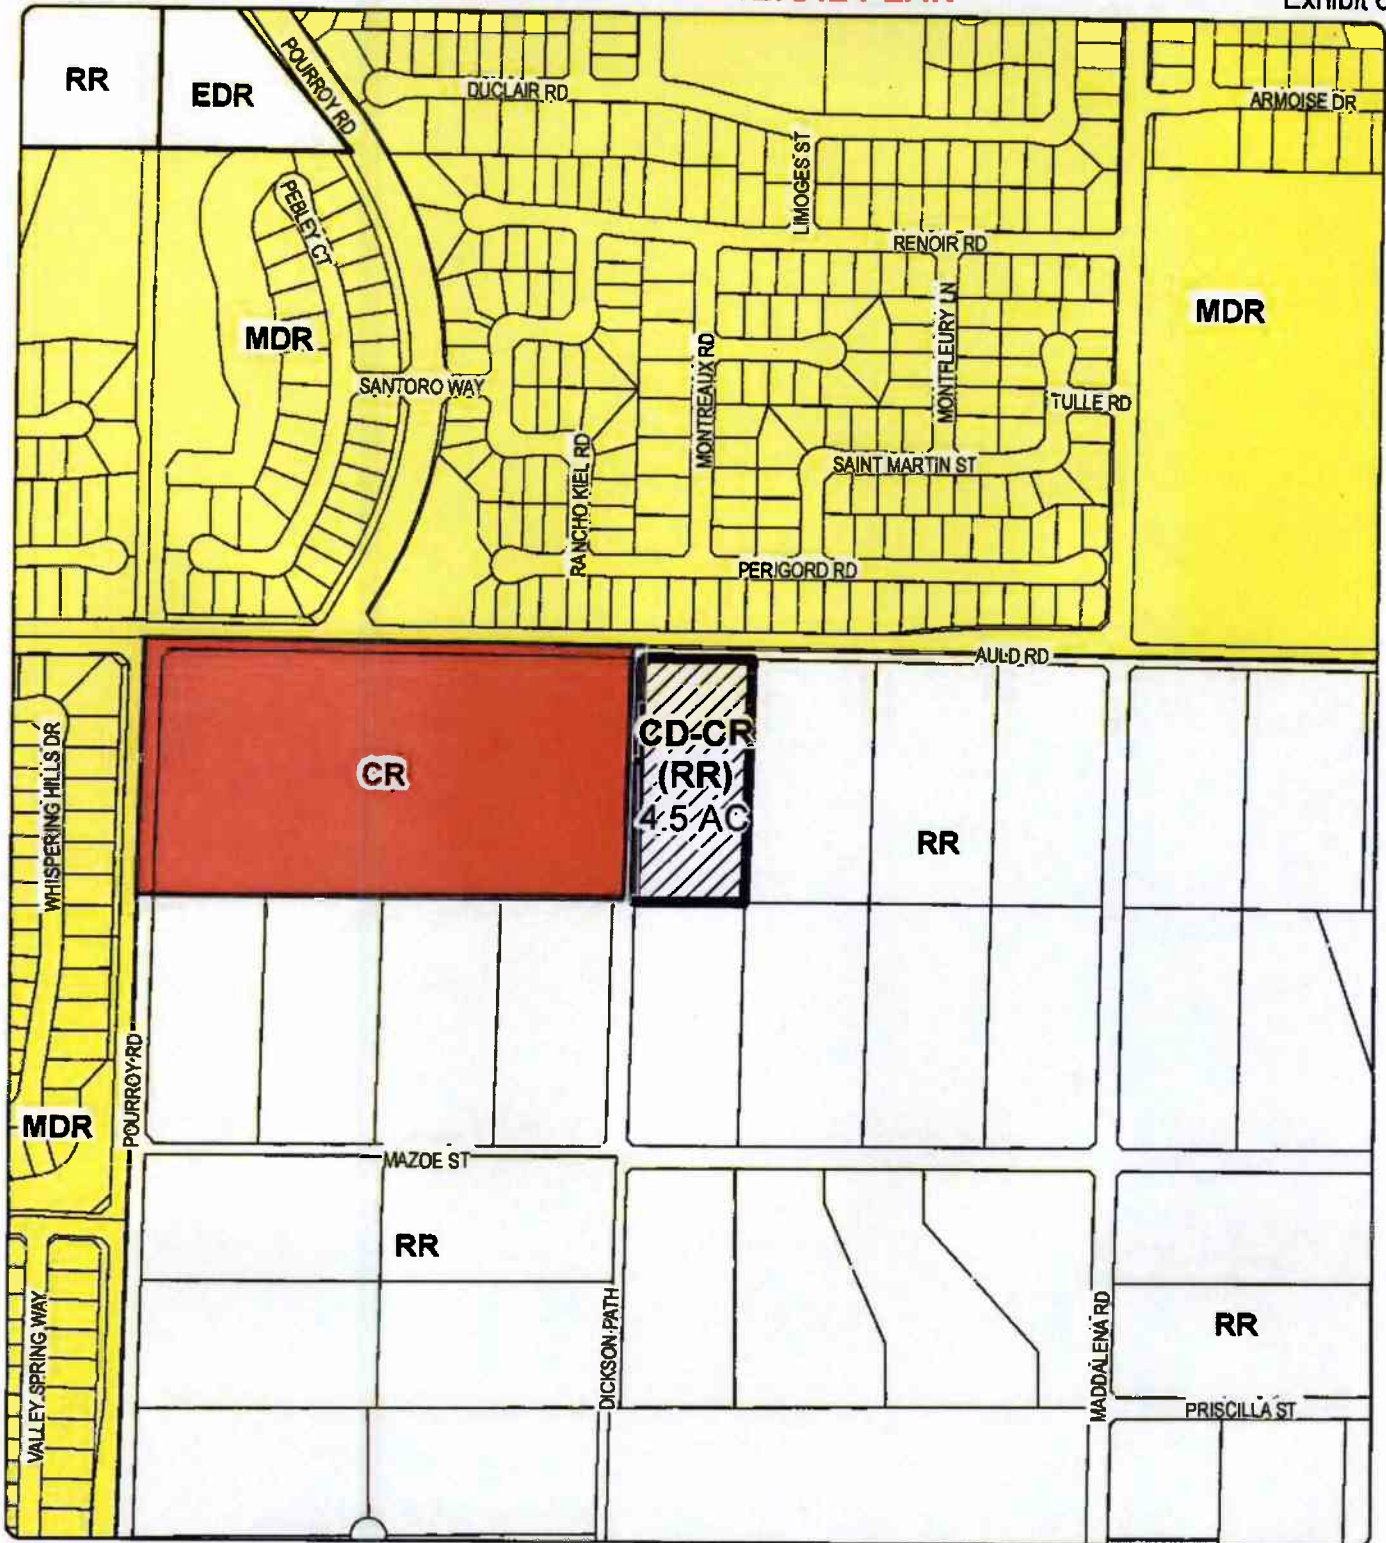 Exhibit
RR
EDR
POURROY RD
DUCLAIR RD
ARMOISE DR
LIMOGES ST
PEBLEY CT
RENOIR RD
MDR
MDR
MONTFLEURY LN
MONTREAUX RD
SANTORO WAY
TULLE RD
RANCHO KIEL RD
SAINT MARTIN ST
PERIGORD RD
AULD RD
WHISPERING HILLS DR
CR
CD-CR
(RR)
4.5 AC
RR
POURROY RD
MDR
MAZOE ST
RR
VALLEY SPRING WAY
DICKSON PATH
MADDALENA RD
RR
PRISCILLA ST